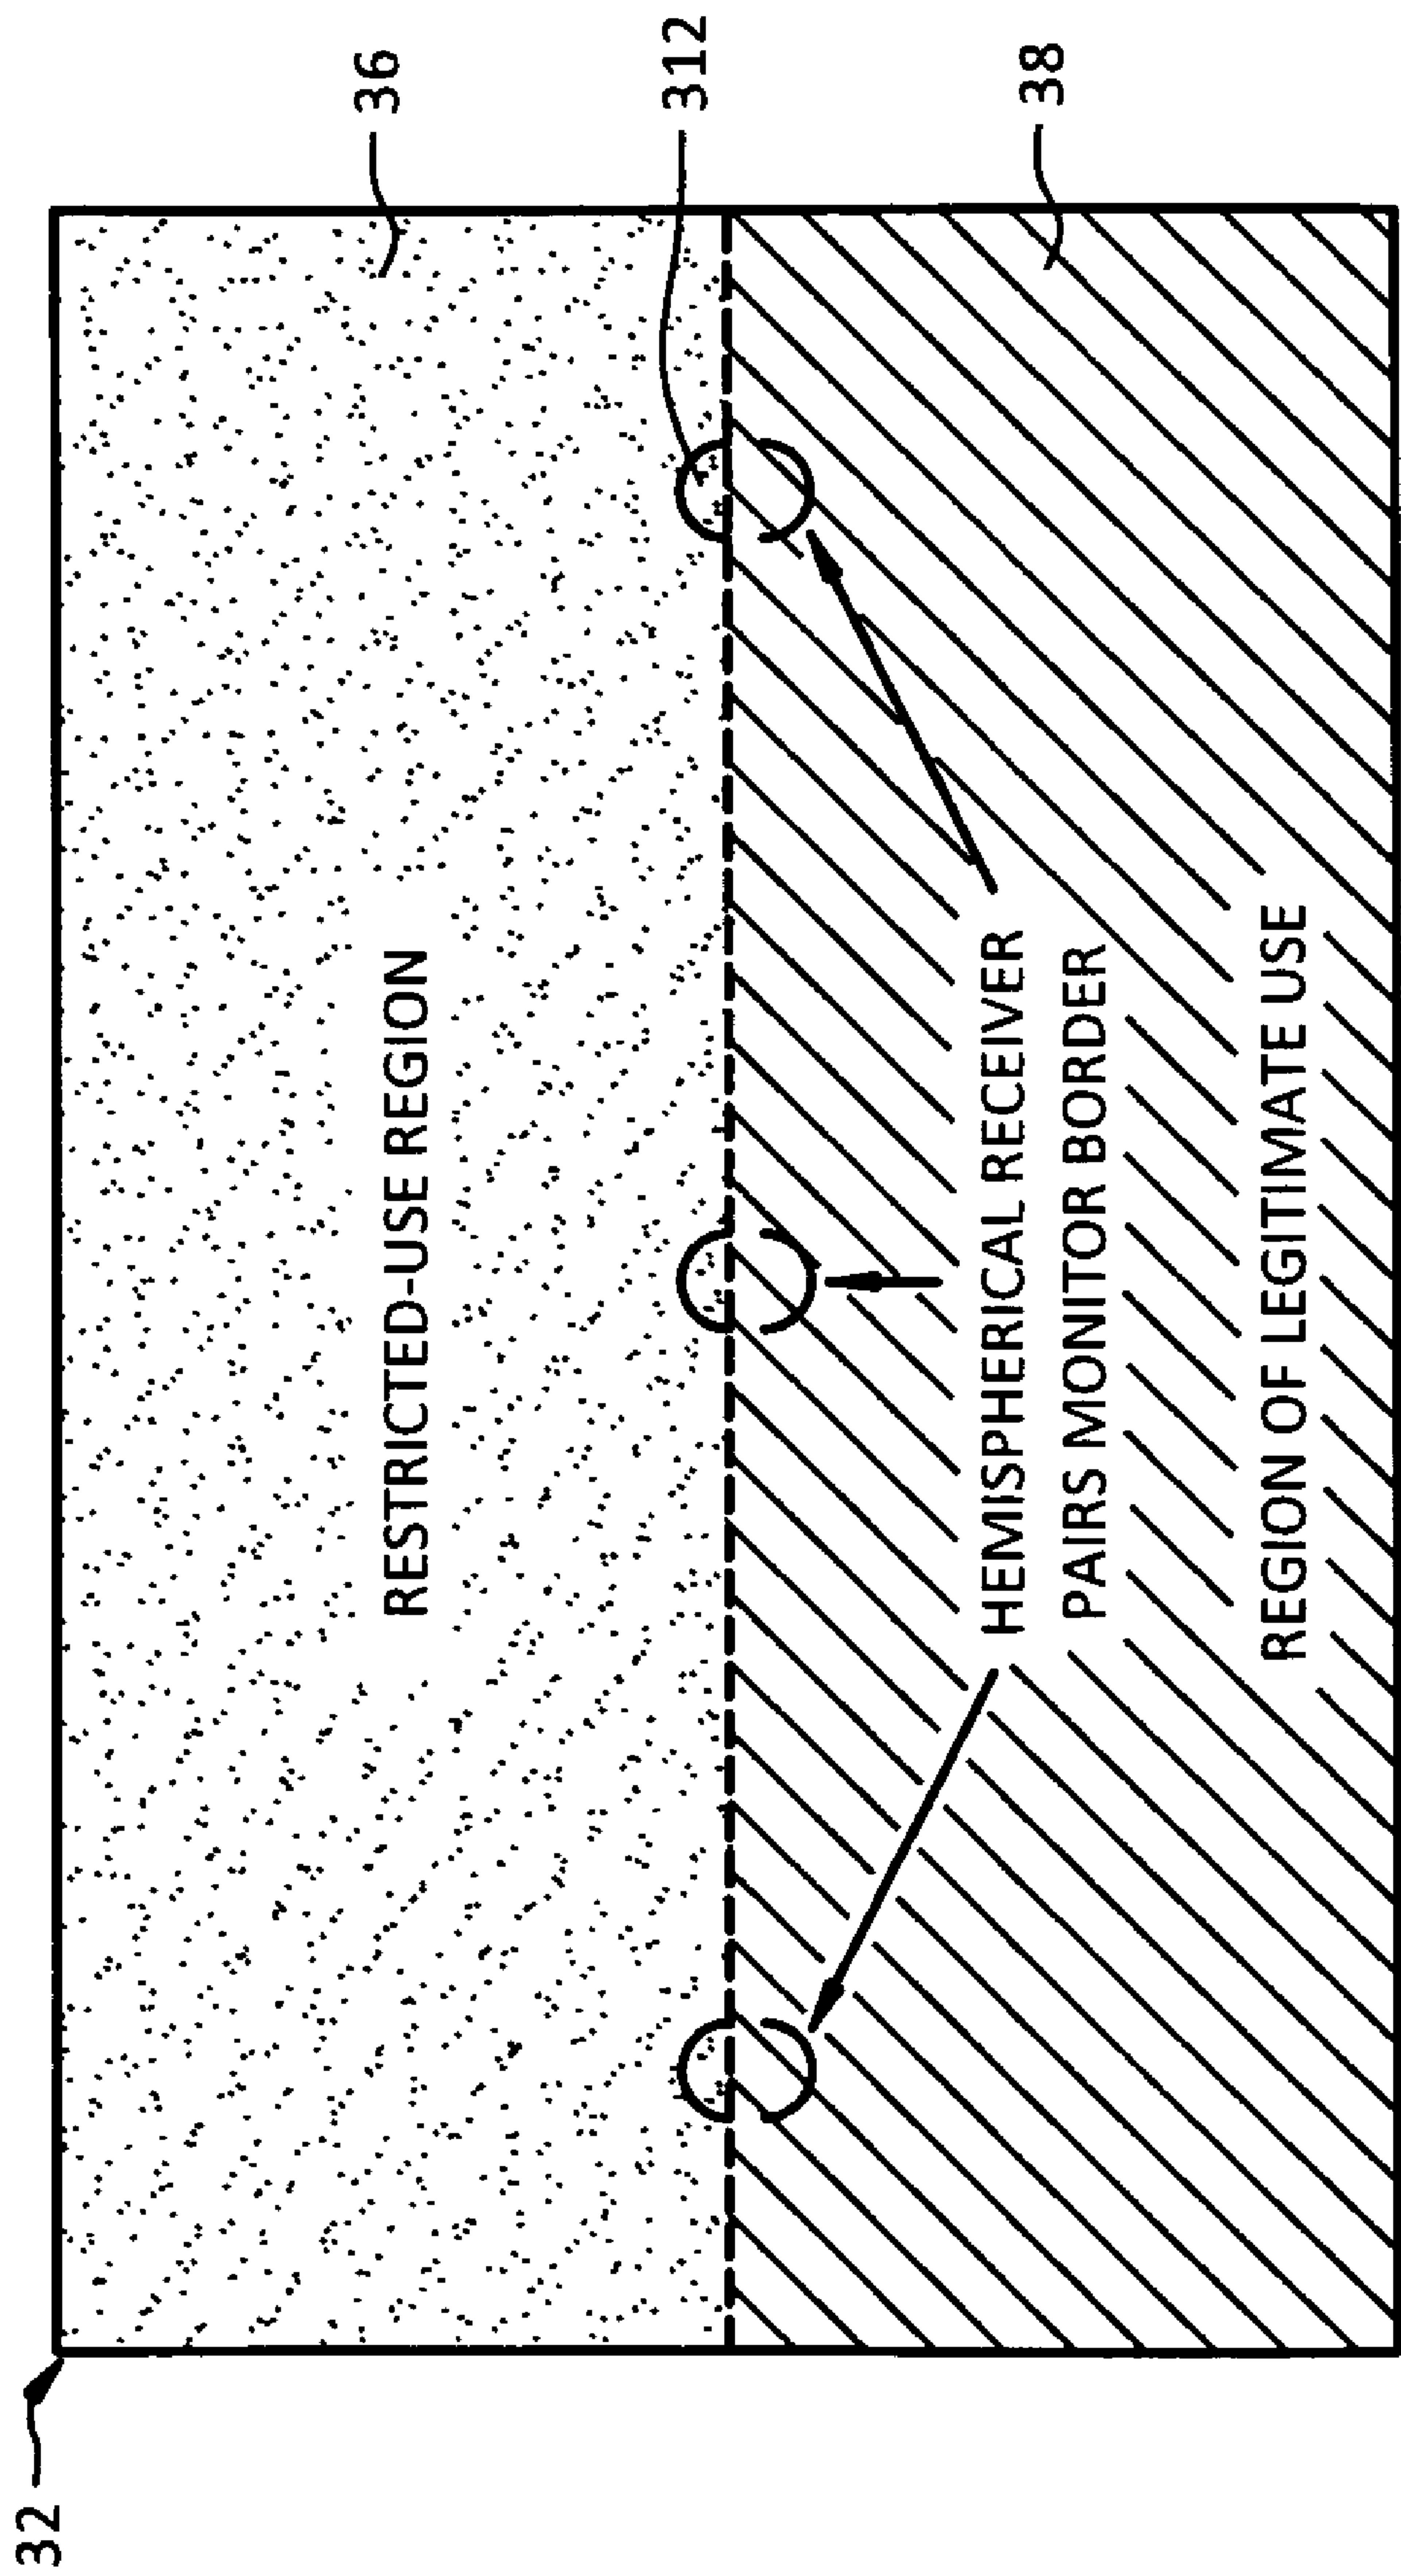 32
36
312
38
RESTRICTED-USE REGION
HEMISPHERICAL RECEIVER
PAIRS MONITOR BORDER
REGION OF LEGITIMATE USE